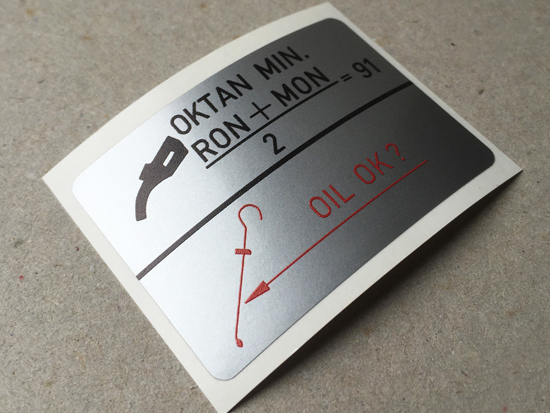 OKTAN MIN.
RON + MON = 91
2
OIL OK?